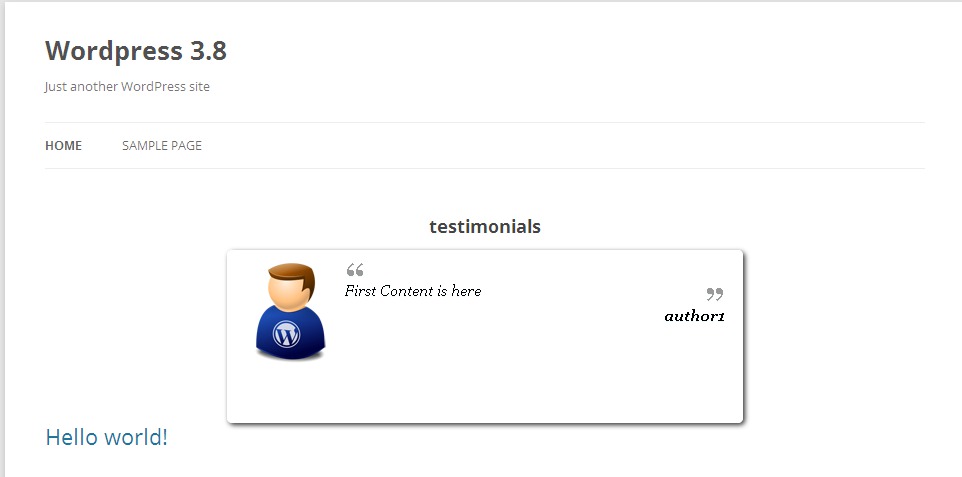 Wordpress 3.8
Just another WordPress site
HOME SAMPLE PAGE
testimonials
“
First Content is here
”
author1
Hello world!